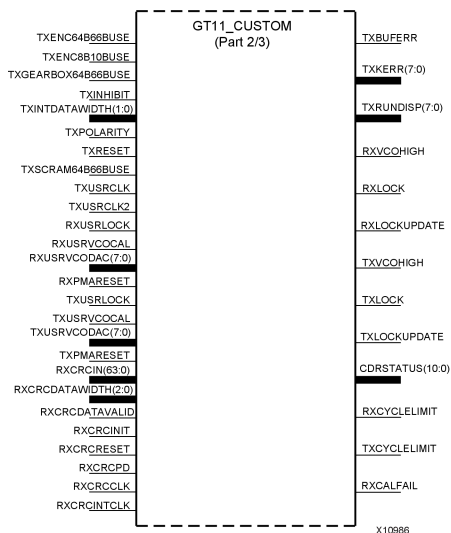 GT11_CUSTOM
(Part 2/3)
TXENC64B66BUSE
TXENC8B10BUSE
TXGEARBOX64B66BUSE
TXINHIBIT
TXINTDATAWIDTH(1:0)
TXPOLARITY
TXRESET
TXSCRAM64B66BUSE
TXUSRCLK
TXUSRCLK2
RXUSRLOCK
RXUSRVCOCAL
RXUSRVCODAC(7:0)
RXPMARESET
TXUSRLOCK
TXUSRVCOCAL
TXUSRVCODAC(7:0)
TXPMARESET
RXCRCIN(63:0)
RXCRCDATAWIDTH(2:0)
RXCRCDATAVALID
RXCRCINIT
RXCRCRESET
RXCRCPD
RXCRCCLK
RXCRCINTCLK
TXBUFERR
TXKERR(7:0)
TXRUNDISP(7:0)
RXVCOHIGH
RXLOCK
RXLOCKUPDATE
TXVCOHIGH
TXLOCK
TXLOCKUPDATE
CDRSTATUS(10:0)
RXCYCLELIMIT
TXCYCLELIMIT
RXCALFAIL
X10986